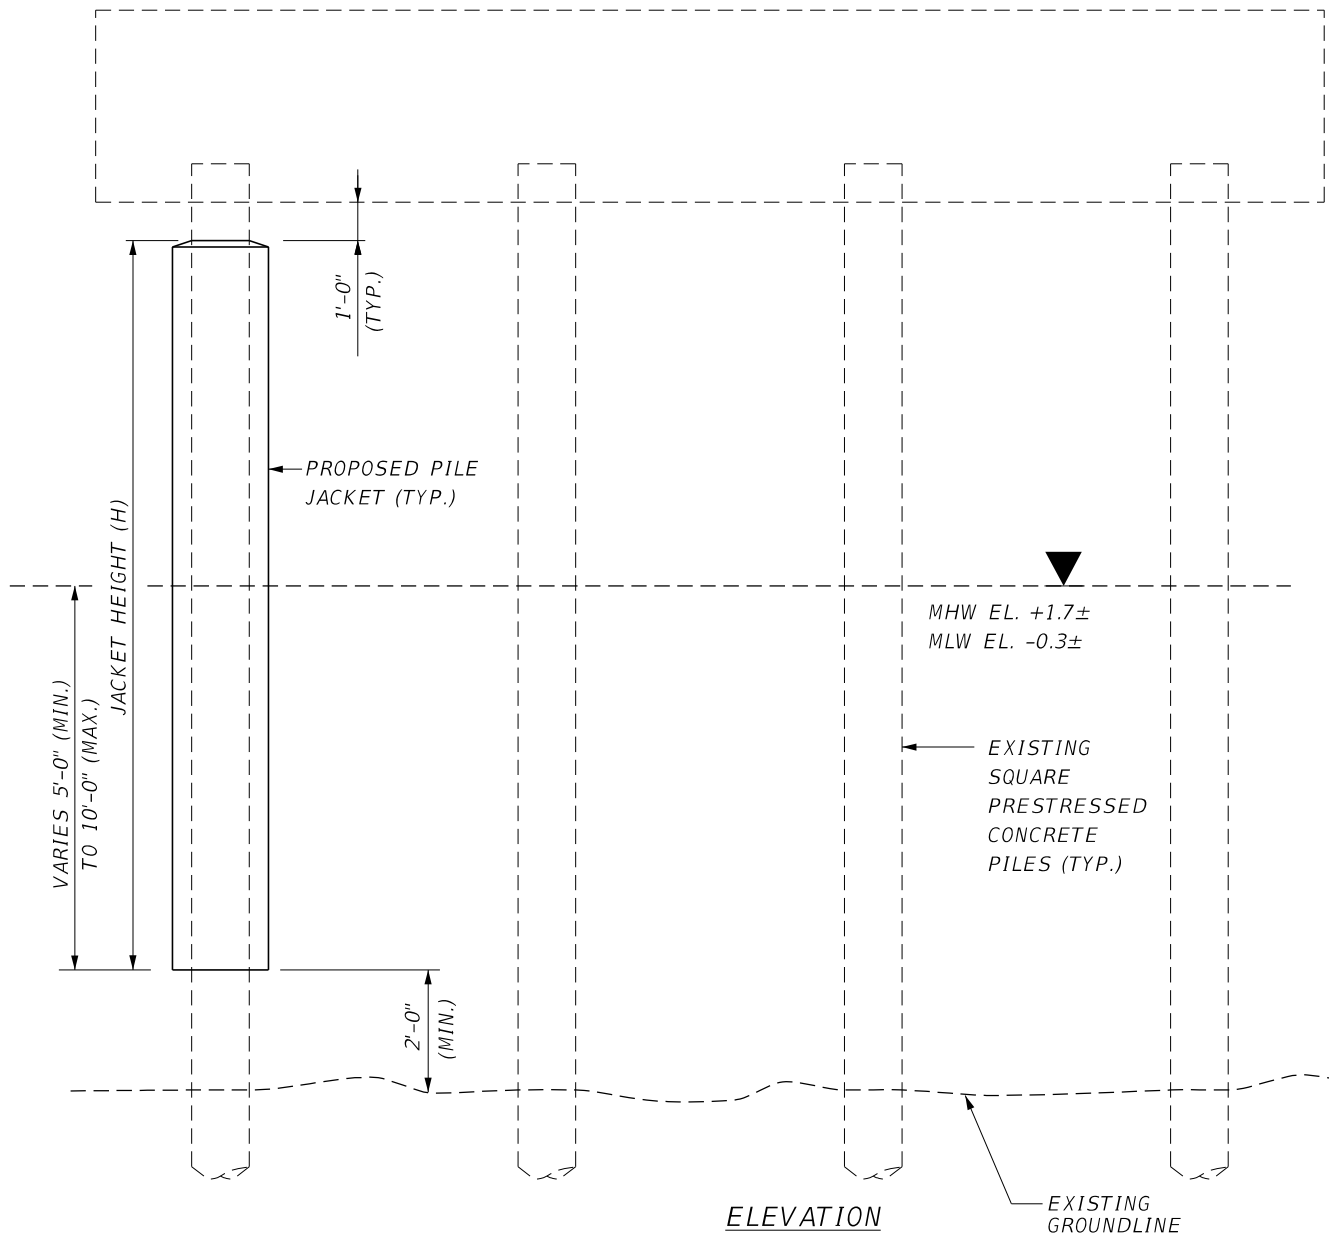 1'-0"
(TYP.)
PROPOSED PILE
JACKET (TYP.)
JACKET HEIGHT (H)
MHW EL. +1.7±
MLW EL. -0.3±
VARIES 5'-0" (MIN.)
TO 10'-0" (MAX.)
EXISTING
SQUARE
PRESTRESSED
CONCRETE
PILES (TYP.)
2'-0"
(MIN.)
EXISTING
GROUNDLINE
ELEVATION